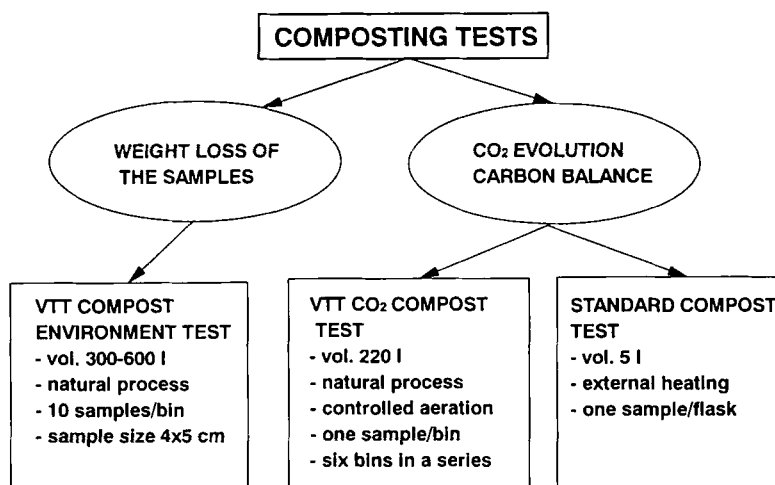 COMPOSTING TESTS
WEIGHT LOSS OF
THE SAMPLES
CO₂ EVOLUTION
CARBON BALANCE
VTT COMPOST
ENVIRONMENT TEST
- vol. 300-600 l
- natural process
- 10 samples/bin
- sample size 4x5 cm
VTT CO₂ COMPOST
TEST
- vol. 220 l
- natural process
- controlled aeration
- one sample/bin
- six bins in a series
STANDARD COMPOST
TEST
- vol. 5 l
- external heating
- one sample/flask